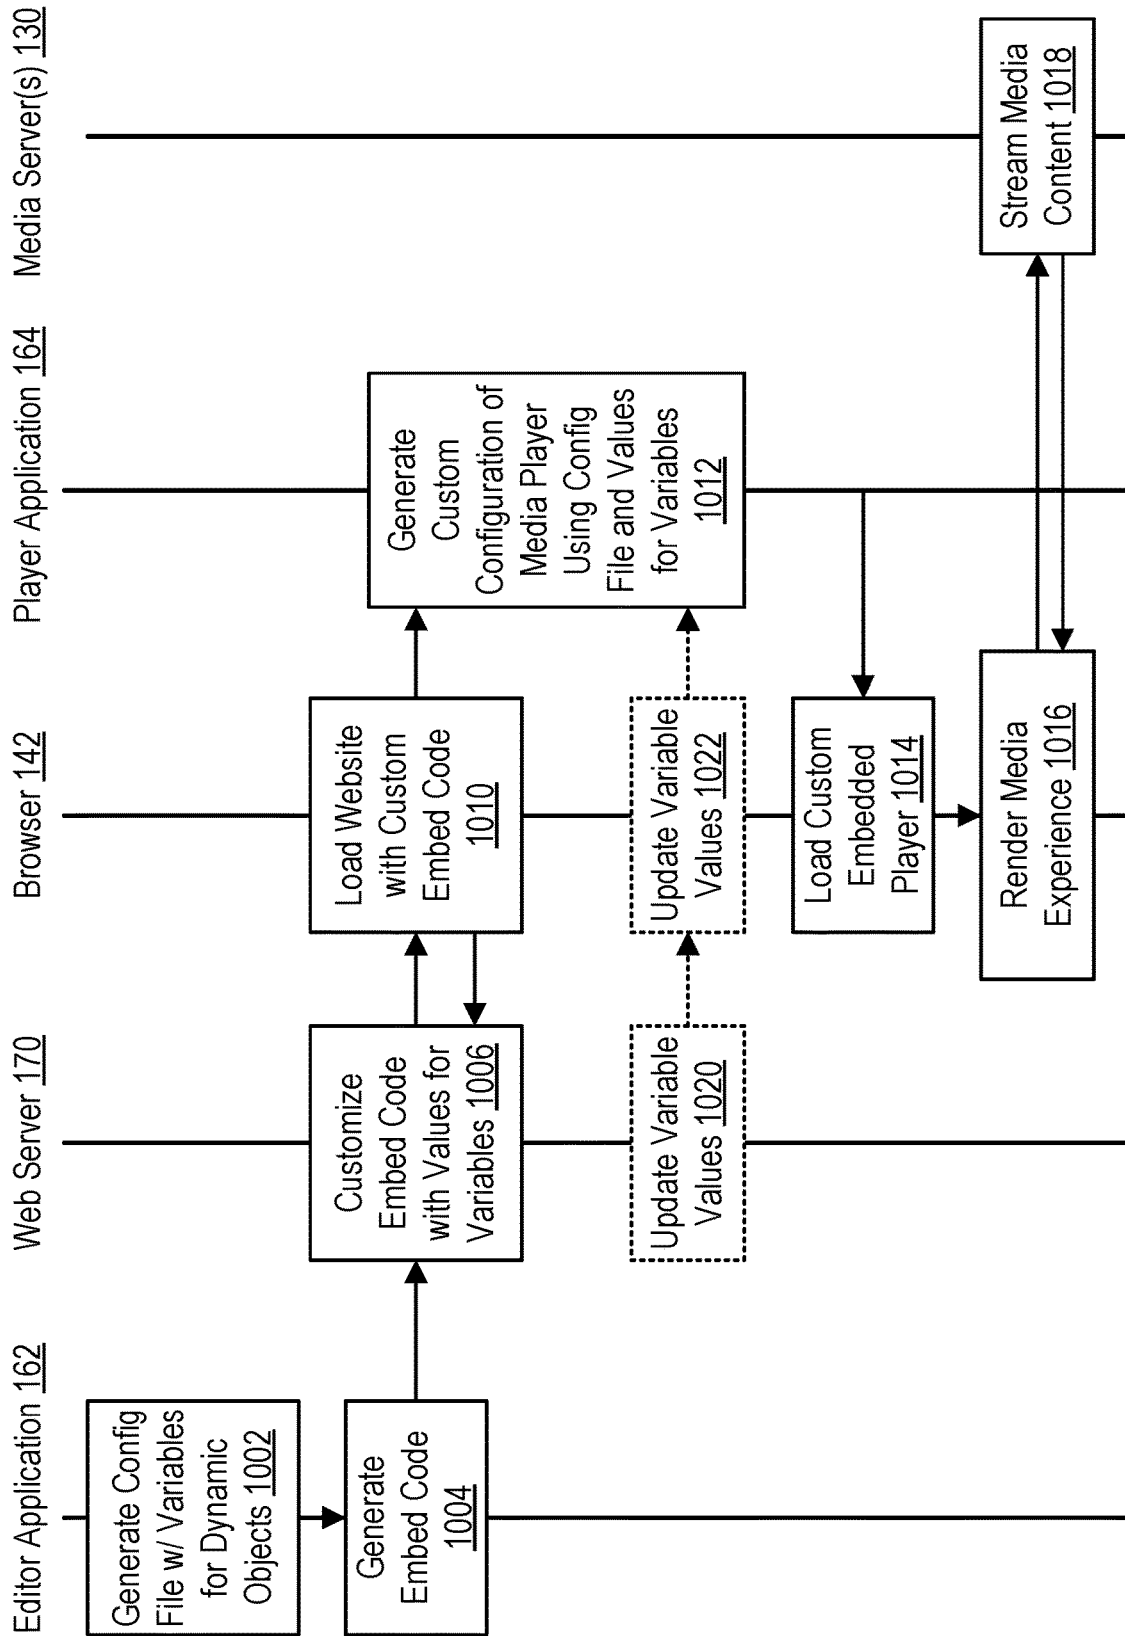 Editor Application 162
Web Server 170
Browser 142
Player Application 164
Media Server(s) 130
Generate Config
File w/ Variables
for Dynamic
Objects 1002
Generate
Embed Code
1004
Customize
Embed Code
with Values for
Variables 1006
Load Website
with Custom
Embed Code
1010
Generate
Custom
Configuration of
Media Player
Using Config
File and Values
for Variables
1012
Update Variable
Values 1020
Update Variable
Values 1022
Load Custom
Embedded
Player 1014
Render Media
Experience 1016
Stream Media
Content 1018